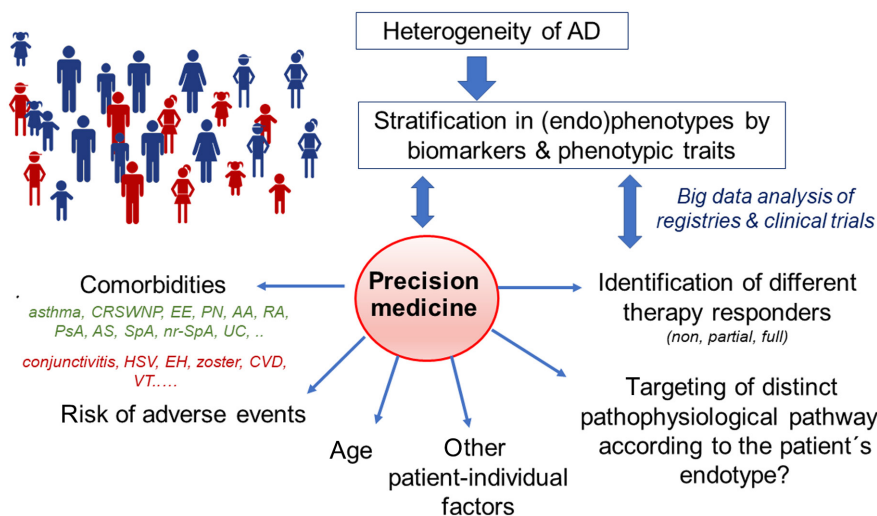 Heterogeneity of AD
Stratification in (endo)phenotypes by
biomarkers & phenotypic traits
Big data analysis of
registries & clinical trials
Precision
medicine
Comorbidities
asthma, CRSWNP, EE, PN, AA, RA,
PsA, AS, SpA, nr-SpA, UC, ..
conjunctivitis, HSV, EH, zoster, CVD,
VT.....
Risk of adverse events
Age
Other
patient-individual
factors
Identification of different
therapy responders
(non, partial, full)
Targeting of distinct
pathophysiological pathway
according to the patient´s
endotype?